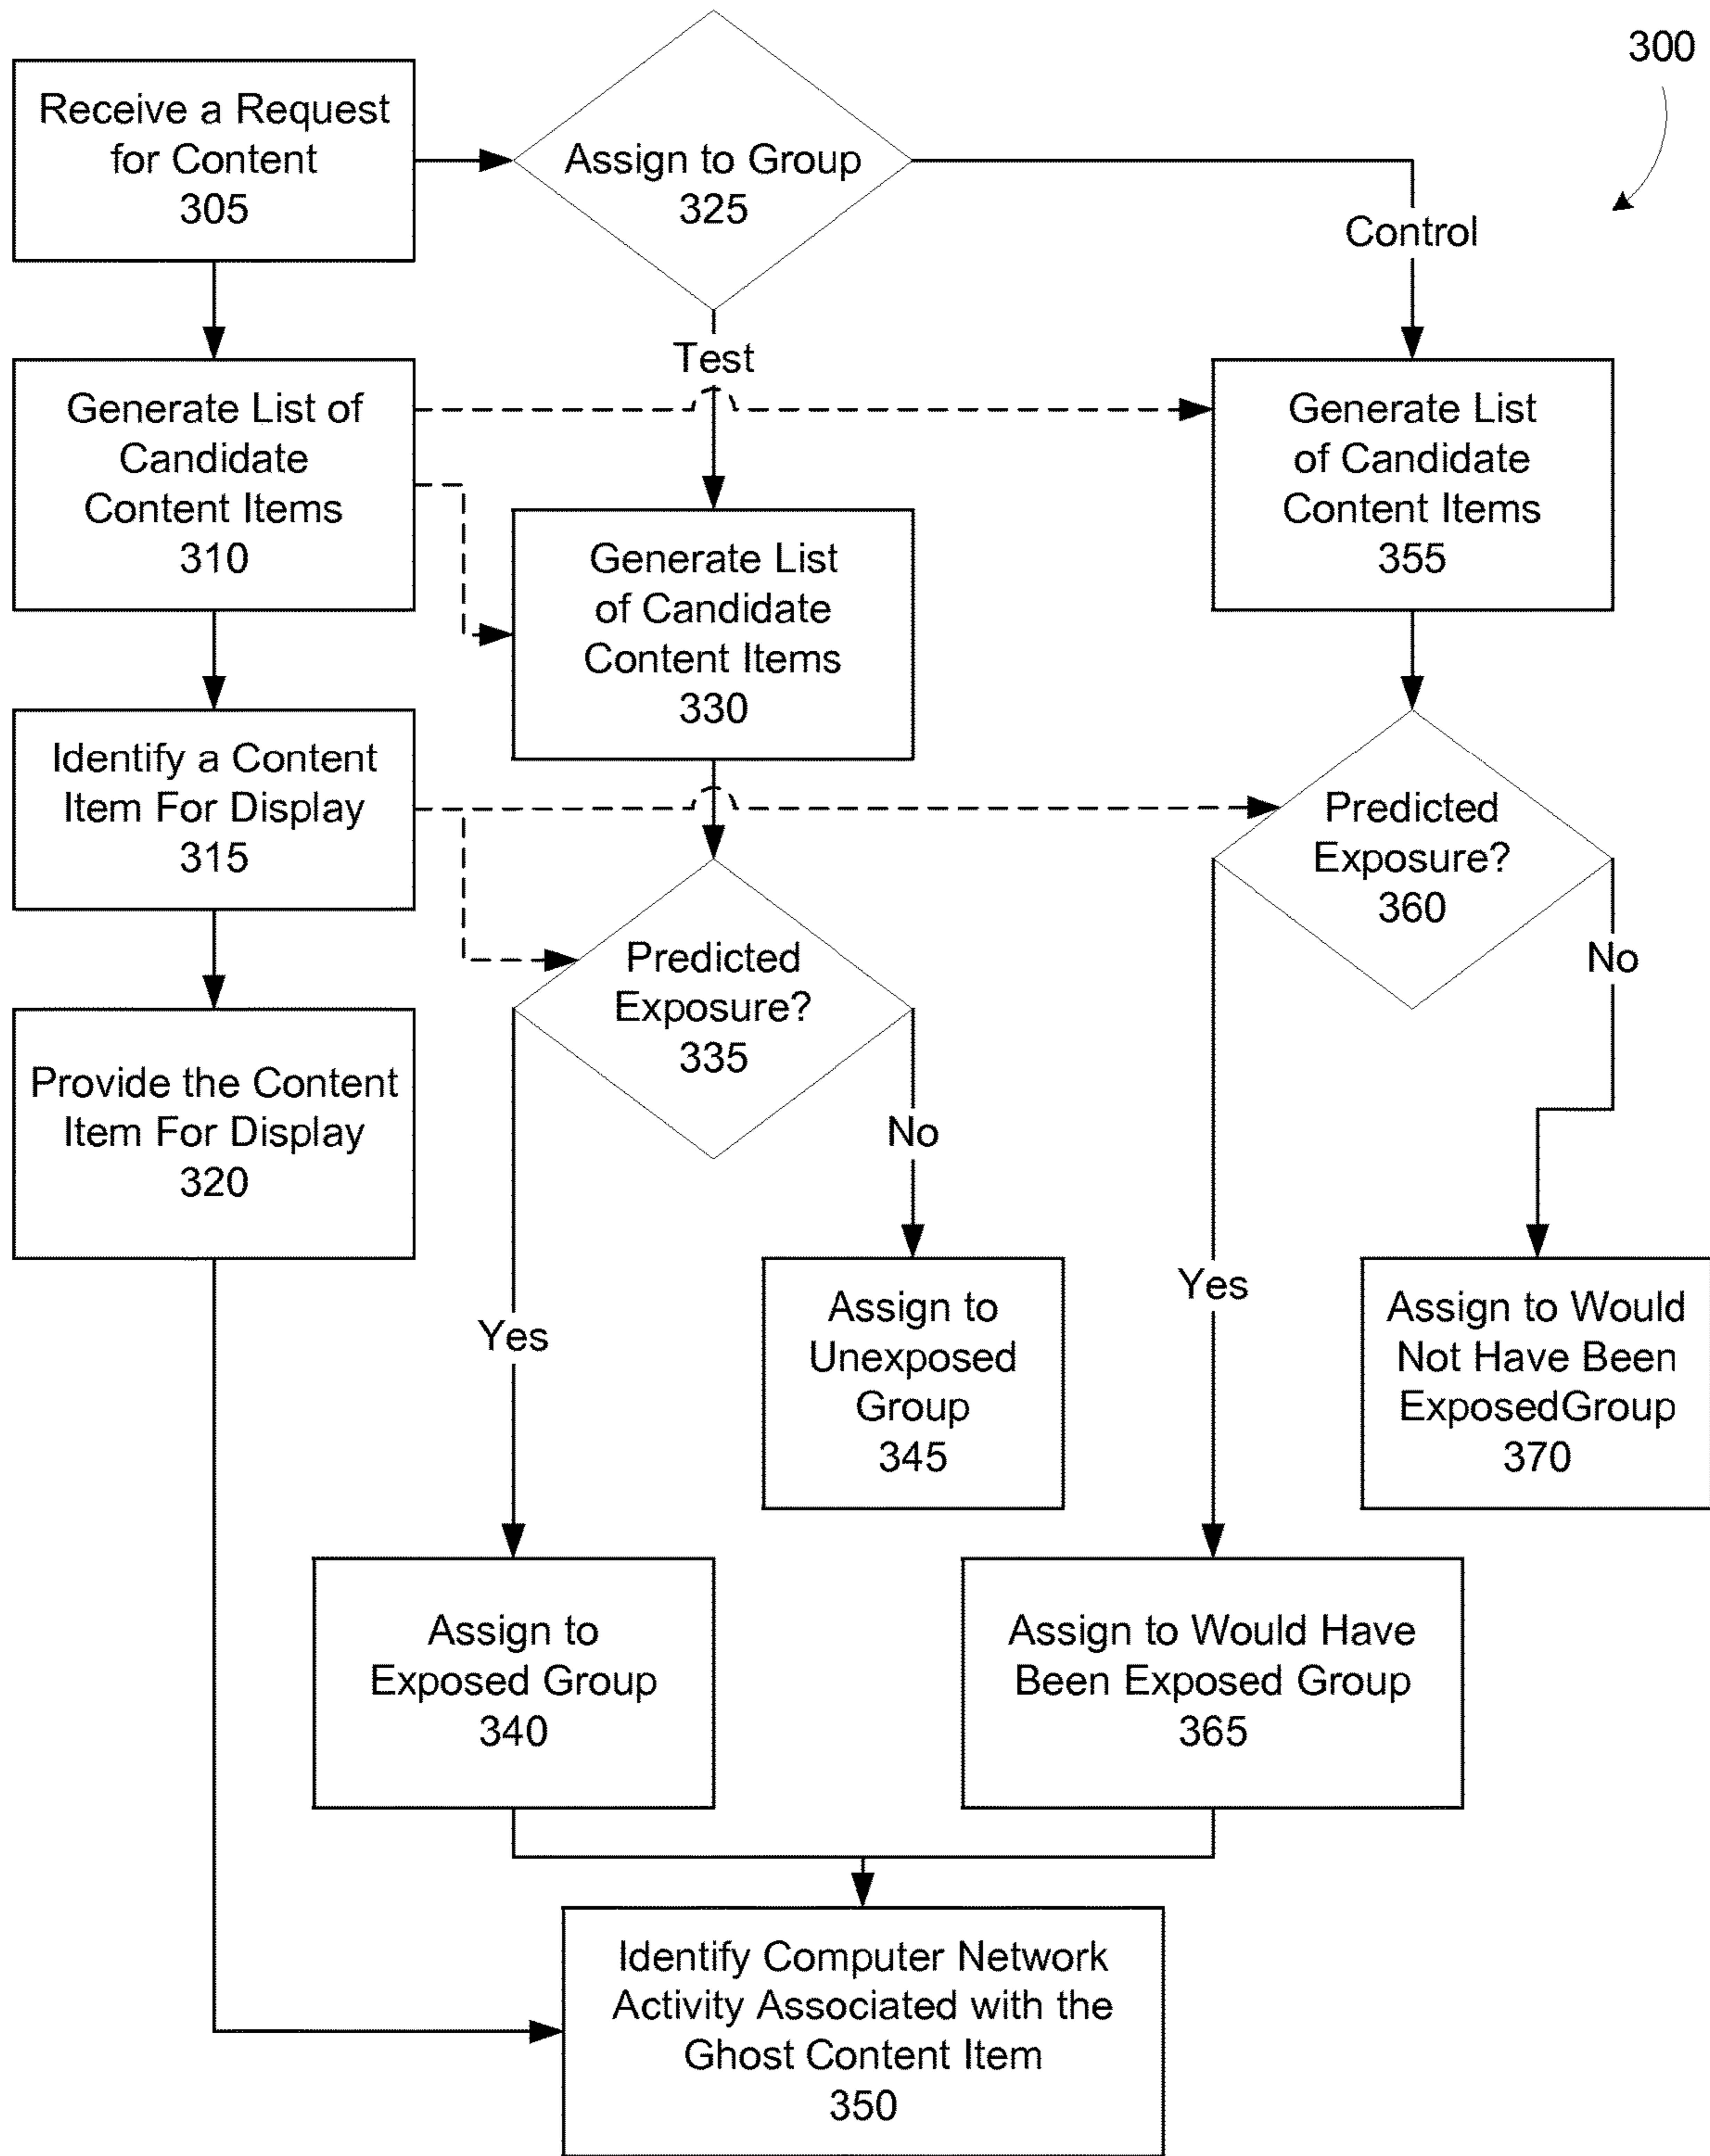 300
Receive a Request
for Content
305
Assign to Group
325
Control
Test
Generate List of
Candidate
Content Items
310
Generate List
of Candidate
Content Items
355
Generate List
of Candidate
Content Items
330
Identify a Content
Item For Display
315
Predicted
Exposure?
360
No
Predicted
Exposure?
335
No
Provide the Content
Item For Display
320
Yes
Yes
Assign to
Unexposed
Group
345
Assign to Would
Not Have Been
ExposedGroup
370
Assign to
Exposed Group
340
Assign to Would Have
Been Exposed Group
365
Identify Computer Network
Activity Associated with the
Ghost Content Item
350